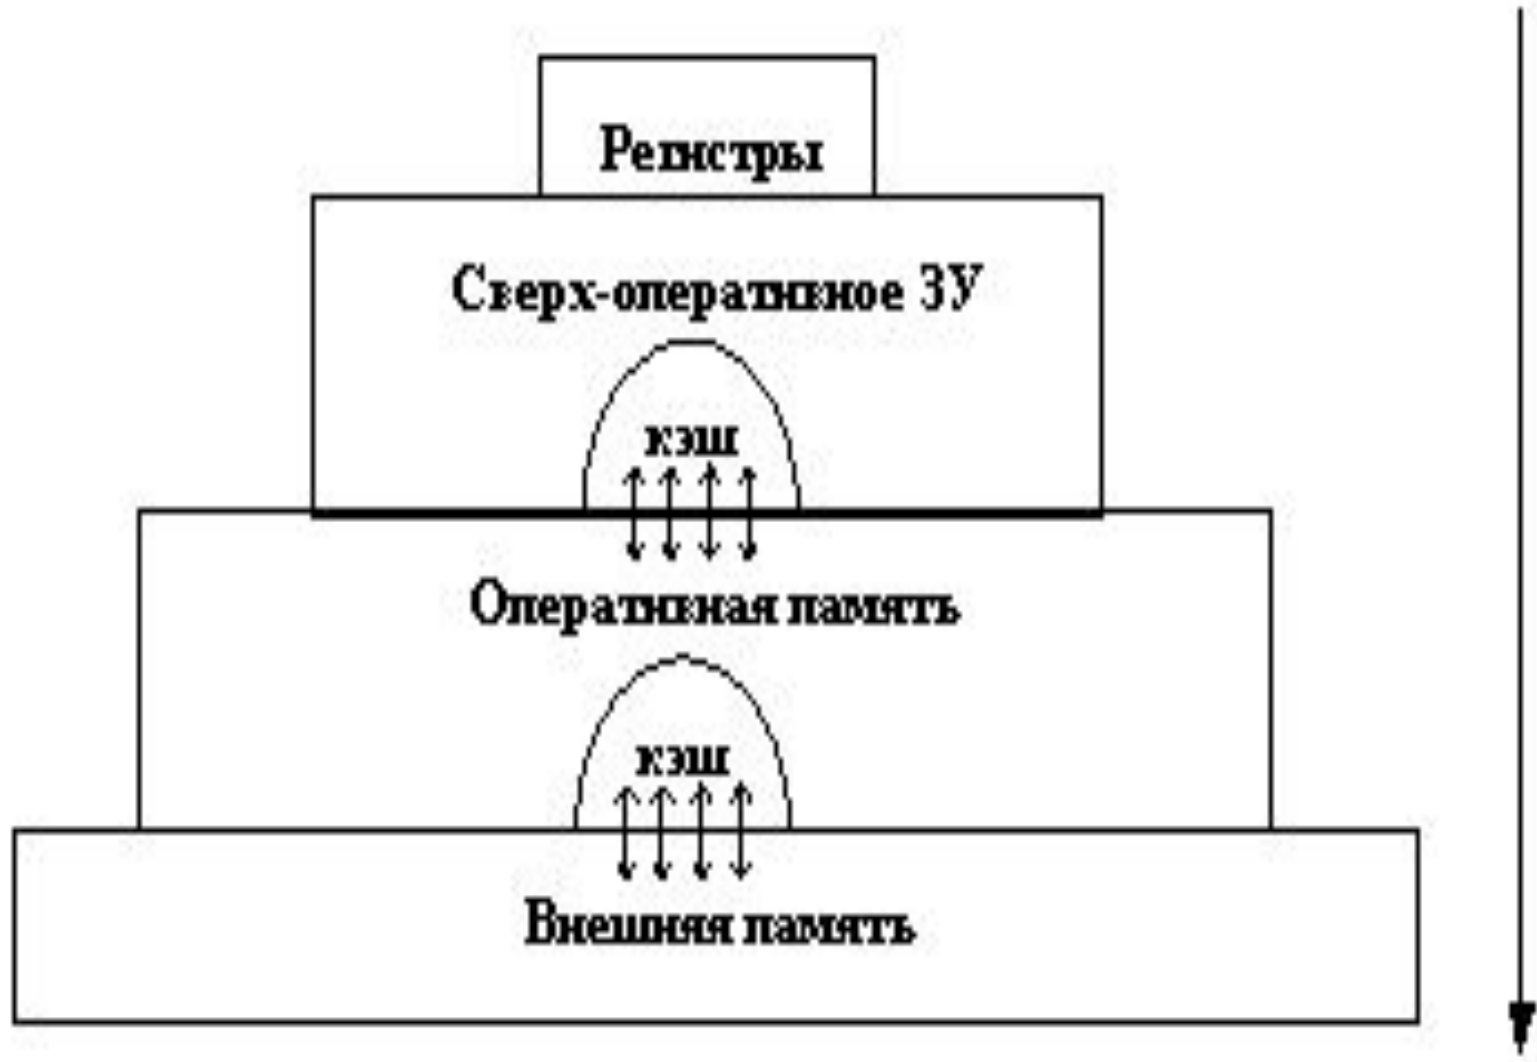 Регистры
Сверх-оперативное ЗУ
кэш
Оперативная память
кэш
Внешняя память